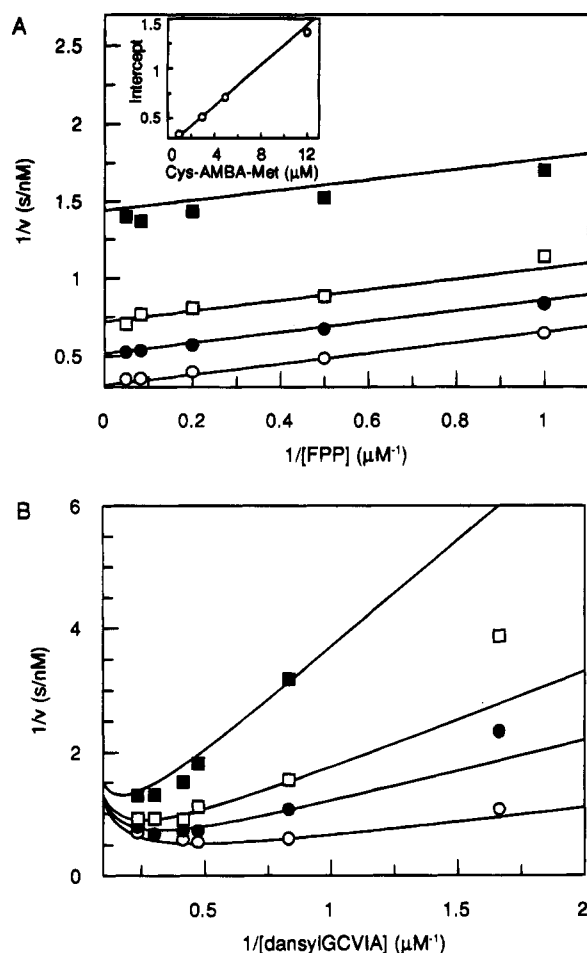 A
2.5
2
1.5
1
0.5
1/v (s/nM)
1.5
1
0.5
Intercept
0 4 8 12
Cys-AMBA-Met (μM)
0 0.2 0.4 0.6 0.8 1
1/[FPP] (μM⁻¹)
B
6
4
2
0
1/v (s/nM)
0.5 1 1.5 2
1/[dansylGCVIA] (μM⁻¹)